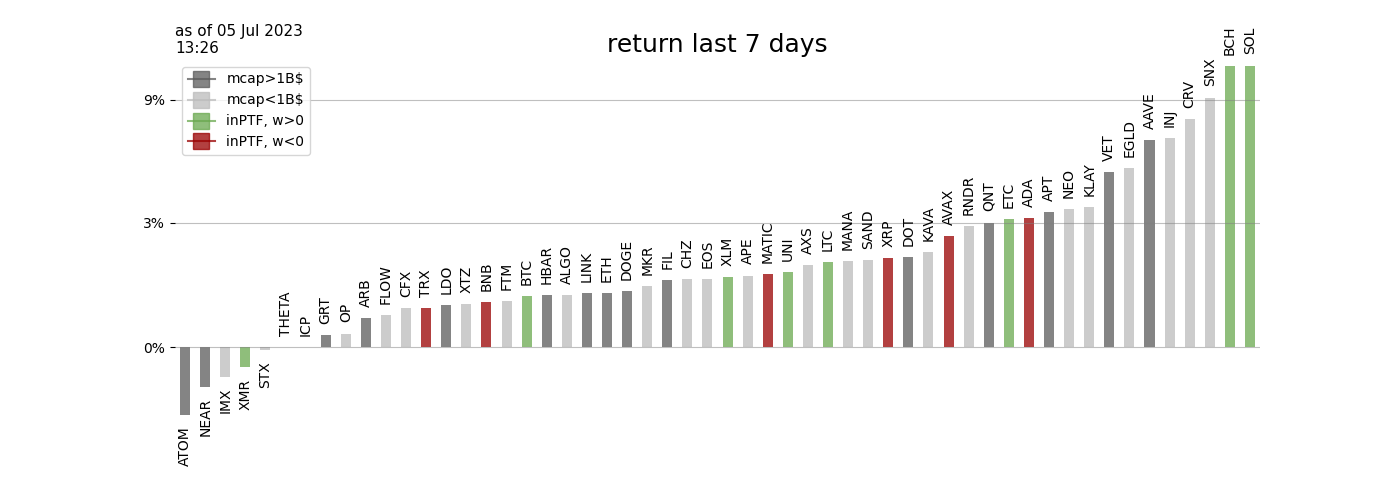 as of 05 Jul 2023
13:26
return last 7 days
mcap>1B$
mcap<1B$
inPTF, w>0
inPTF, w<0
9%
3%
0%
ATOM
NEAR
IMX
XMR
STX
THETA
ICP
GRT
OP
ARB
FLOW
CFX
TRX
LDO
XTZ
BNB
FTM
BTC
HBAR
ALGO
LINK
ETH
DOGE
MKR
FIL
CHZ
EOS
XLM
APE
MATIC
UNI
AXS
LTC
MANA
SAND
XRP
DOT
KAVA
AVAX
RNDR
QNT
ETC
ADA
APT
NEO
KLAY
VET
EGLD
AAVE
INJ
CRV
SNX
BCH
SOL